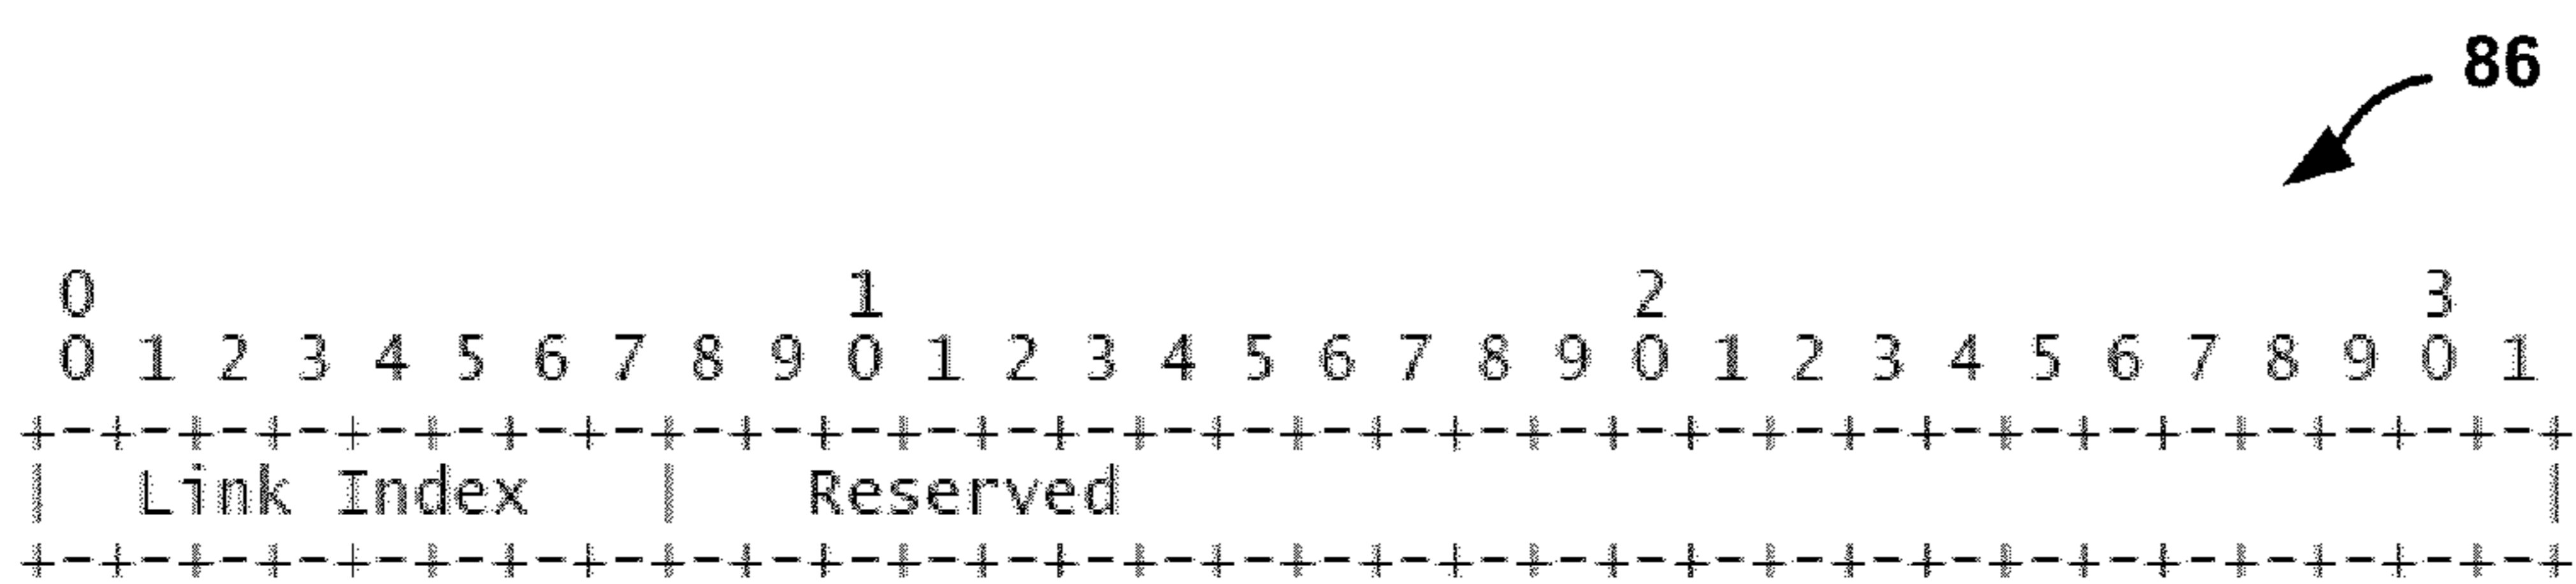 86
0                   1                   2                   3
0 1 2 3 4 5 6 7 8 9 0 1 2 3 4 5 6 7 8 9 0 1 2 3 4 5 6 7 8 9 0 1
+-+-+-+-+-+-+-+-+-+-+-+-+-+-+-+-+-+-+-+-+-+-+-+-+-+-+-+-+-+-+-+-+
|  Link Index   |   Reserved                                    |
+-+-+-+-+-+-+-+-+-+-+-+-+-+-+-+-+-+-+-+-+-+-+-+-+-+-+-+-+-+-+-+-+